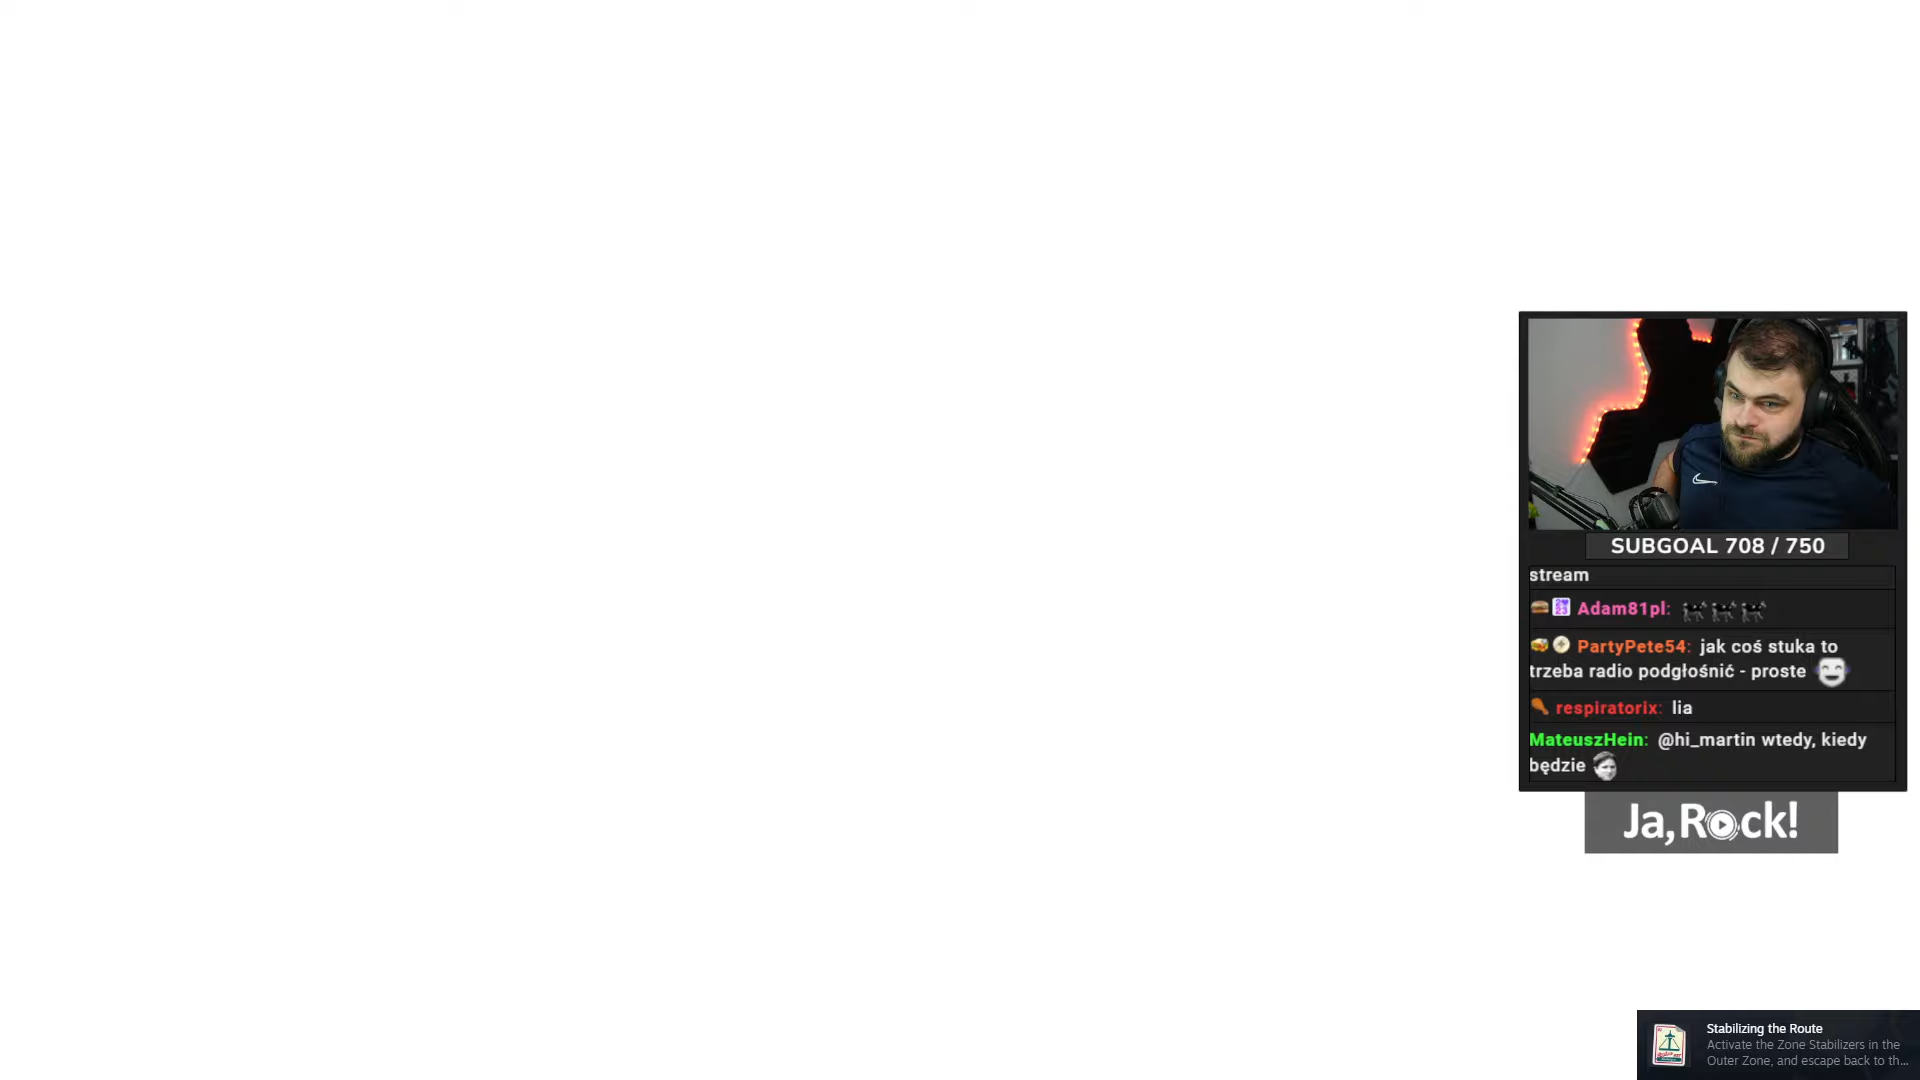 SUBGOAL 708 / 750
stream
Adam81pl:
PartyPete54: jak coś stuka to
trzeba radio podgłośnić - proste
respiratorix: lia
MateuszHein: @hi_martin wtedy, kiedy
będzie
Ja,Rock!
Stabilizing the Route
Activate the Zone Stabilizers in the
Outer Zone, and escape back to th...